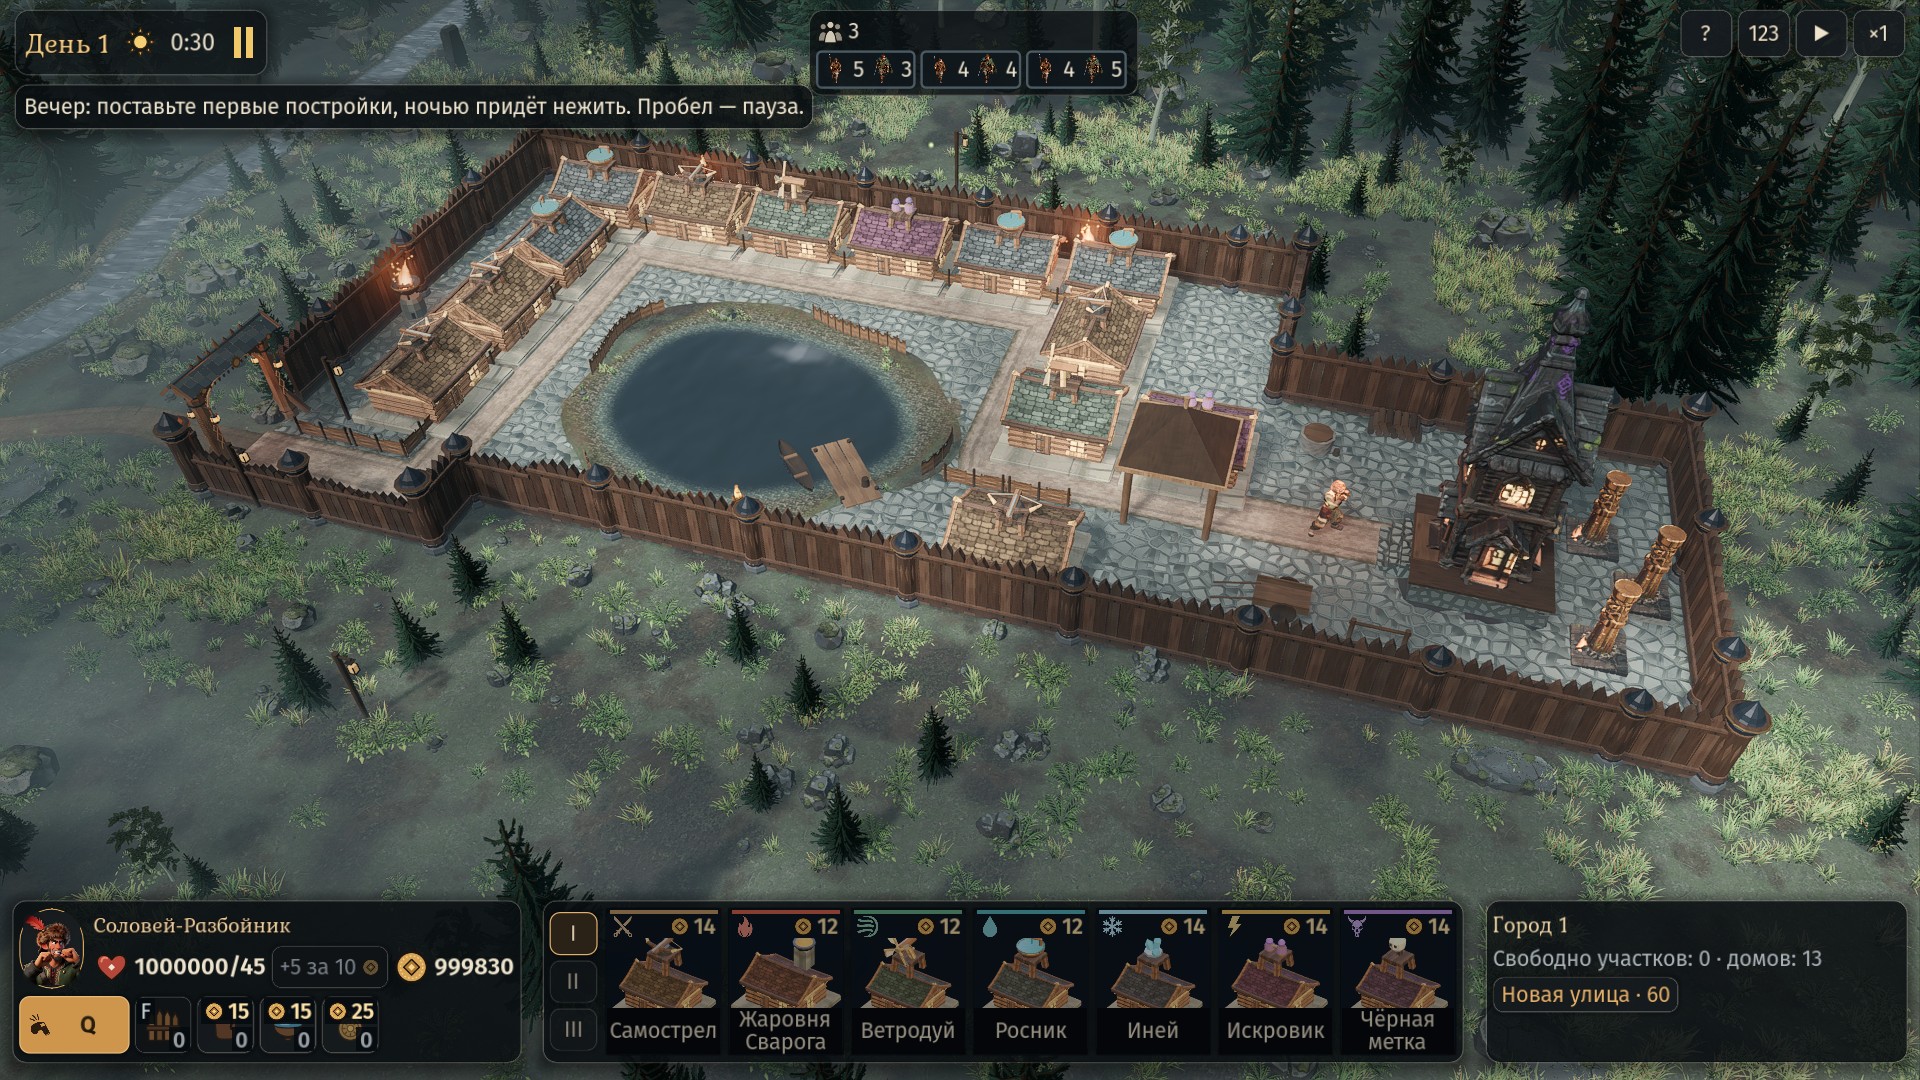 День 1 0:30
3
5 3 4 4 4 5
? 123 ×1
Вечер: поставьте первые постройки, ночью придёт нежить. Пробел — пауза.
Соловей-Разбойник
1000000/45 +5 за 10 999830
Q F 0 15 0 15 0 25 0
I
II
III
14 12 12 12 14 14 14
Самострел
Жаровня
Сварога
Ветродуй
Росник
Иней
Искровик
Чёрная
метка
Город 1
Свободно участков: 0 · домов: 13
Новая улица · 60